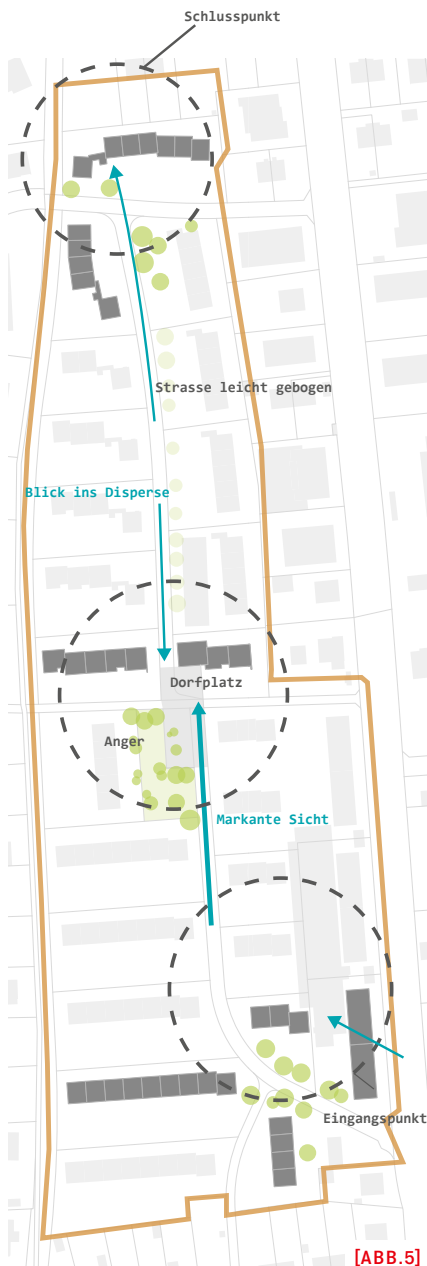 Schlusspunkt
Strasse leicht gebogen
Blick ins Disperse
Dorfplatz
Anger
Markante Sicht
Eingangspunkt
[ABB.5]